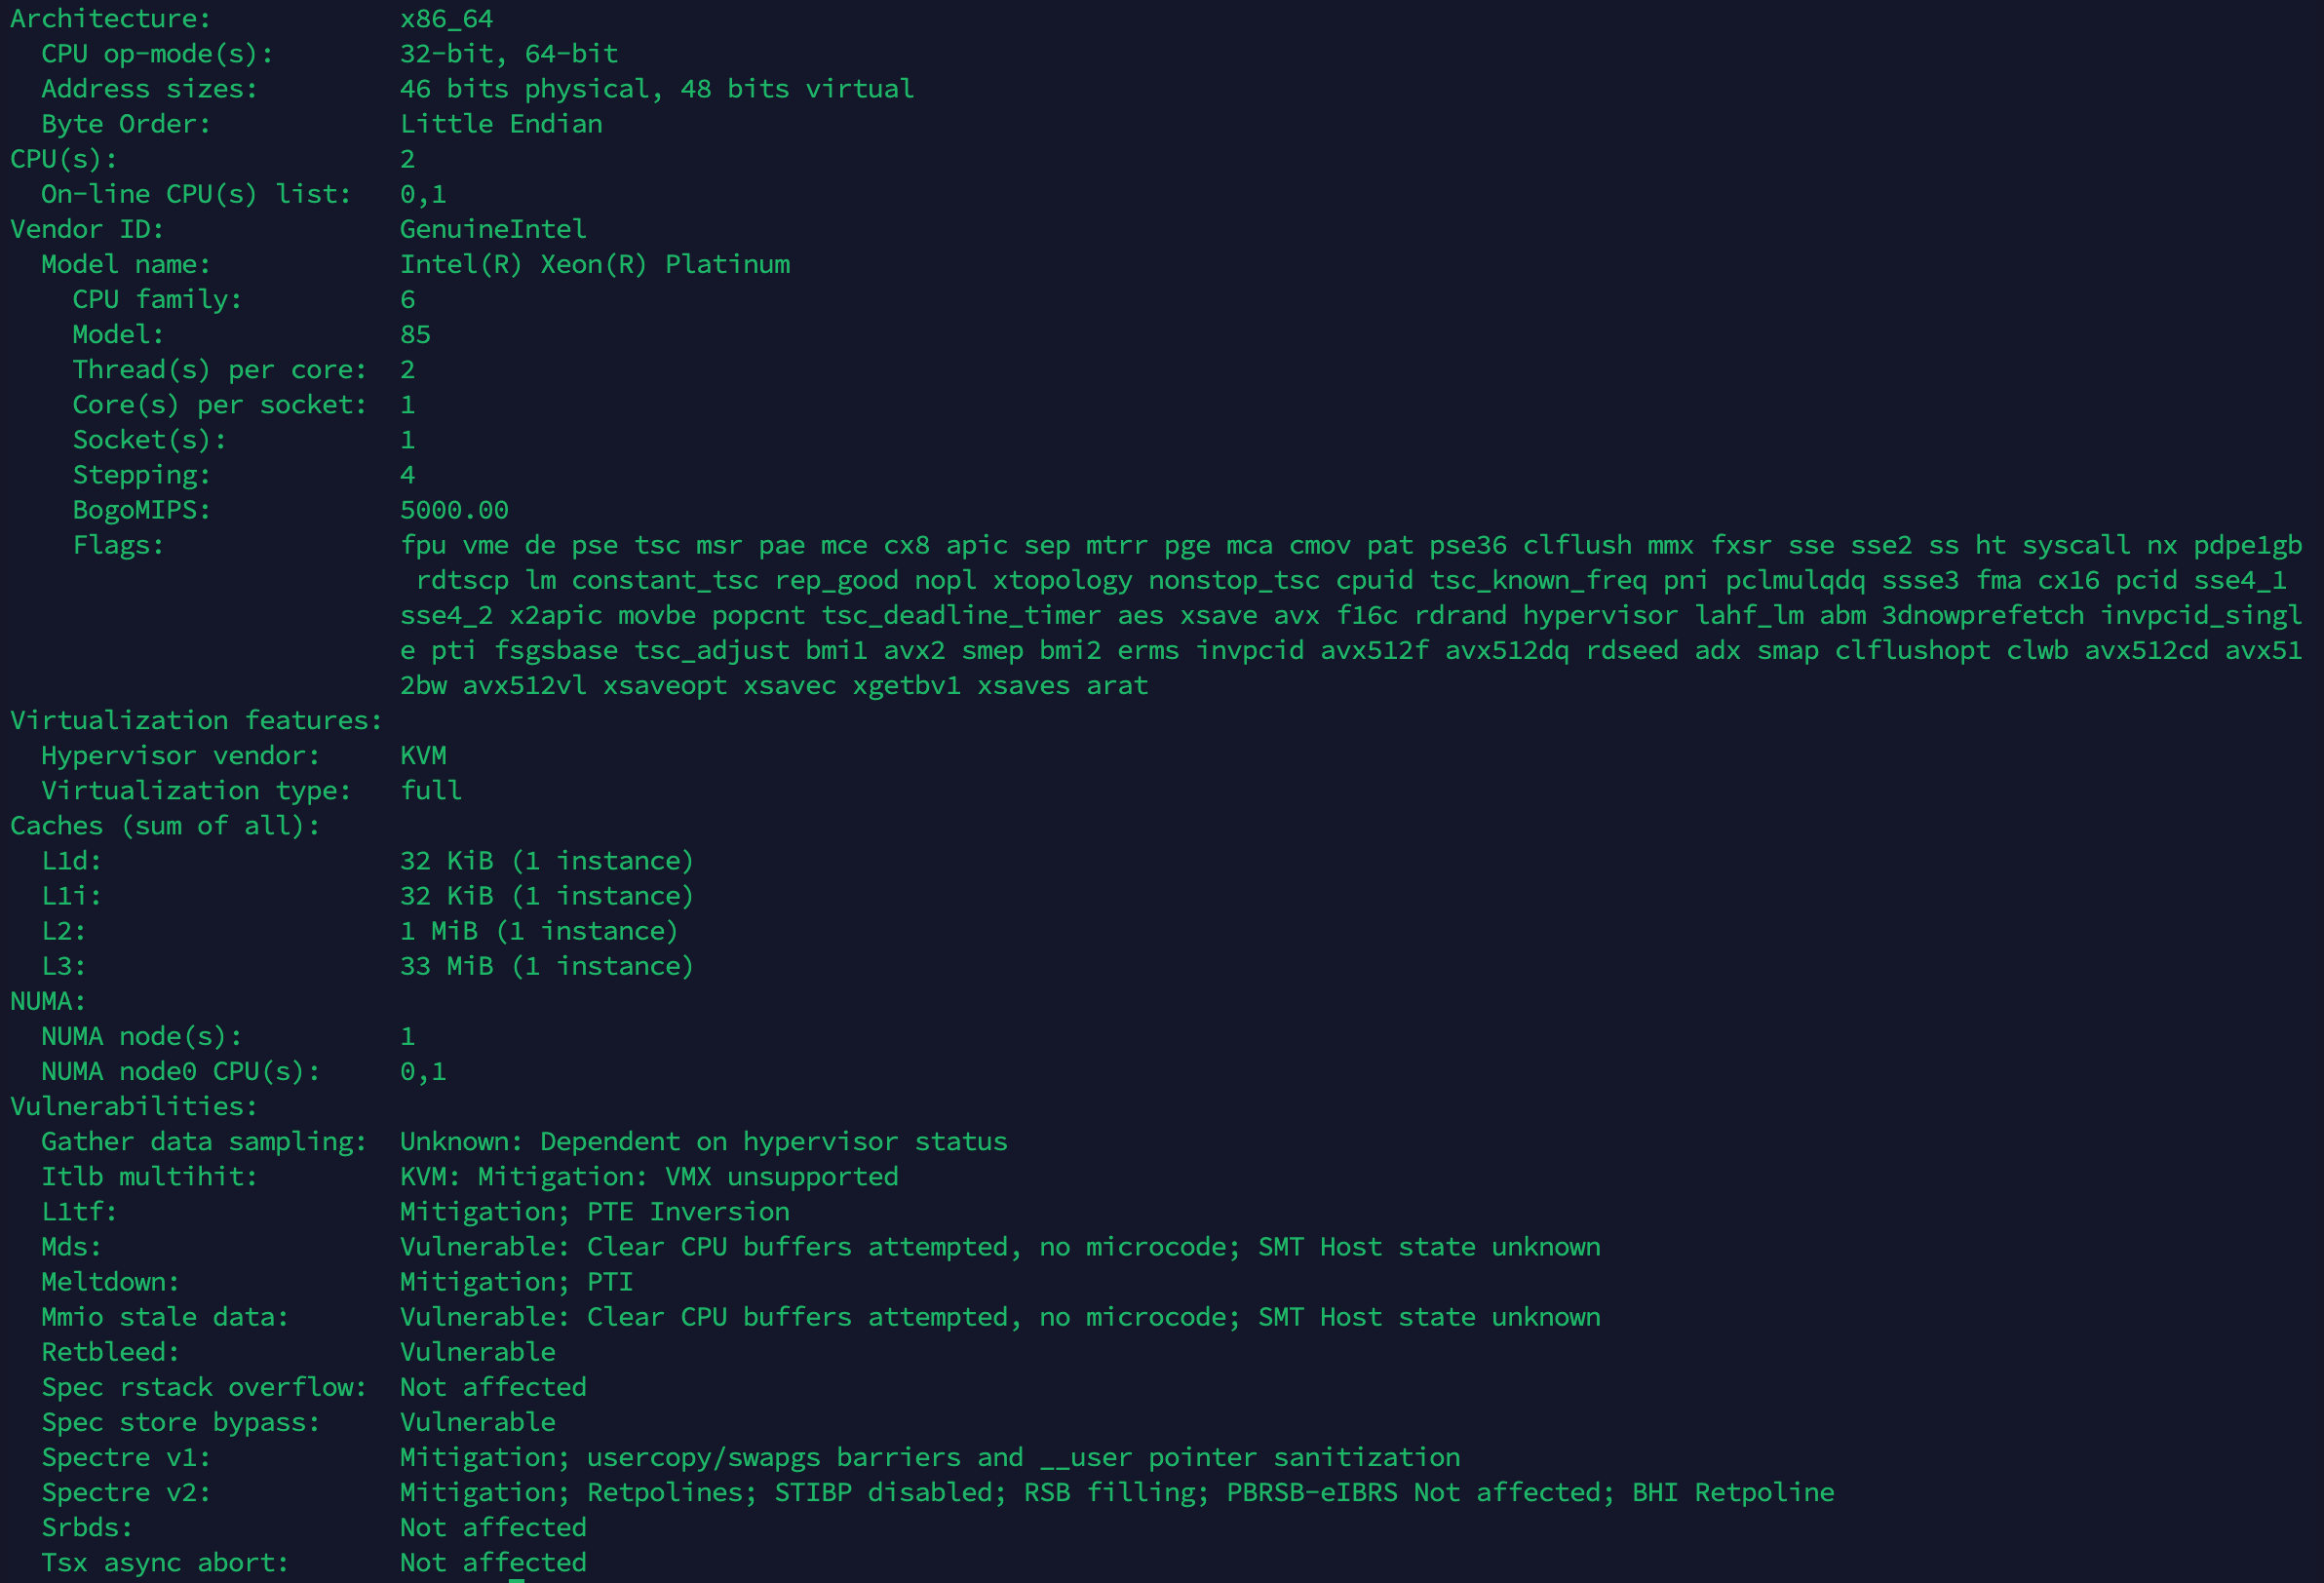 Architecture: x86_64
CPU op-mode(s): 32-bit, 64-bit
Address sizes: 46 bits physical, 48 bits virtual
Byte Order: Little Endian
CPU(s): 2
On-line CPU(s) list: 0,1
Vendor ID: GenuineIntel
Model name: Intel(R) Xeon(R) Platinum
CPU family: 6
Model: 85
Thread(s) per core: 2
Core(s) per socket: 1
Socket(s): 1
Stepping: 4
BogoMIPS: 5000.00
Flags: fpu vme de pse tsc msr pae mce cx8 apic sep mtrr pge mca cmov pat pse36 clflush mmx fxsr sse sse2 ss ht syscall nx pdpe1gb
rdtscp lm constant_tsc rep_good nopl xtopology nonstop_tsc cpuid tsc_known_freq pni pclmulqdq ssse3 fma cx16 pcid sse4_1
sse4_2 x2apic movbe popcnt tsc_deadline_timer aes xsave avx f16c rdrand hypervisor lahf_lm abm 3dnowprefetch invpcid_singl
e pti fsgsbase tsc_adjust bmi1 avx2 smep bmi2 erms invpcid avx512f avx512dq rdseed adx smap clflushopt clwb avx512cd avx51
2bw avx512vl xsaveopt xsavec xgetbv1 xsaves arat
Virtualization features:
Hypervisor vendor: KVM
Virtualization type: full
Caches (sum of all):
L1d: 32 KiB (1 instance)
L1i: 32 KiB (1 instance)
L2: 1 MiB (1 instance)
L3: 33 MiB (1 instance)
NUMA:
NUMA node(s): 1
NUMA node0 CPU(s): 0,1
Vulnerabilities:
Gather data sampling: Unknown: Dependent on hypervisor status
Itlb multihit: KVM: Mitigation: VMX unsupported
L1tf: Mitigation; PTE Inversion
Mds: Vulnerable: Clear CPU buffers attempted, no microcode; SMT Host state unknown
Meltdown: Mitigation; PTI
Mmio stale data: Vulnerable: Clear CPU buffers attempted, no microcode; SMT Host state unknown
Retbleed: Vulnerable
Spec rstack overflow: Not affected
Spec store bypass: Vulnerable
Spectre v1: Mitigation; usercopy/swapgs barriers and __user pointer sanitization
Spectre v2: Mitigation; Retpolines; STIBP disabled; RSB filling; PBRSB-eIBRS Not affected; BHI Retpoline
Srbds: Not affected
Tsx async abort: Not affected